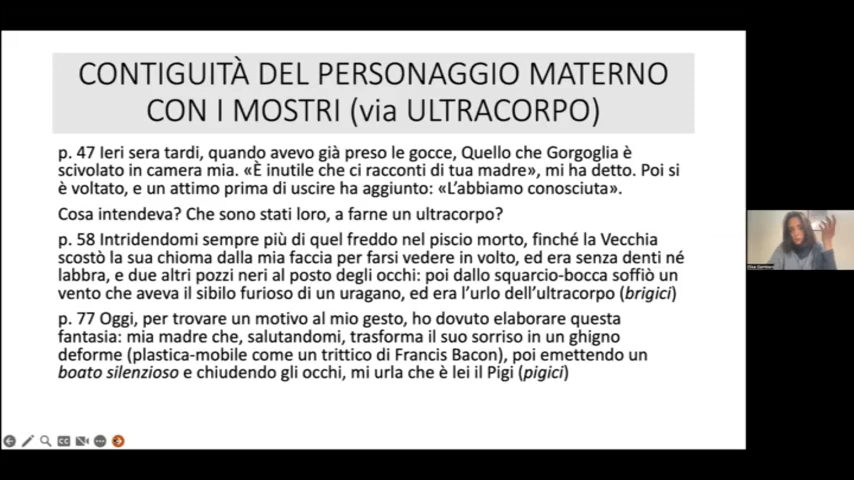 CONTIGUITÀ DEL PERSONAGGIO MATERNO
CON I MOSTRI (via ULTRACORPO)
p. 47 Ieri sera tardi, quando avevo già preso le gocce, Quello che Gorgoglia è
scivolato in camera mia. «È inutile che ci racconti di tua madre», mi ha detto. Poi si
è voltato, e un attimo prima di uscire ha aggiunto: «L’abbiamo conosciuta».
Cosa intendeva? Che sono stati loro, a farne un ultracorpo?
p. 58 Intridendomi sempre più di quel freddo nel piscio morto, finché la Vecchia
scostò la sua chioma dalla mia faccia per farsi vedere in volto, ed era senza denti né
labbra, e due altri pozzi neri al posto degli occhi: poi dallo squarcio-bocca soffiò un
vento che aveva il sibilo furioso di un uragano, ed era l’urlo dell’ultracorpo (brigici)
p. 77 Oggi, per trovare un motivo al mio gesto, ho dovuto elaborare questa
fantasia: mia madre che, salutandomi, trasforma il suo sorriso in un ghigno
deforme (plastica-mobile come un trittico di Francis Bacon), poi emettendo un
boato silenzioso e chiudendo gli occhi, mi urla che è lei il Pigi (pigici)
CC